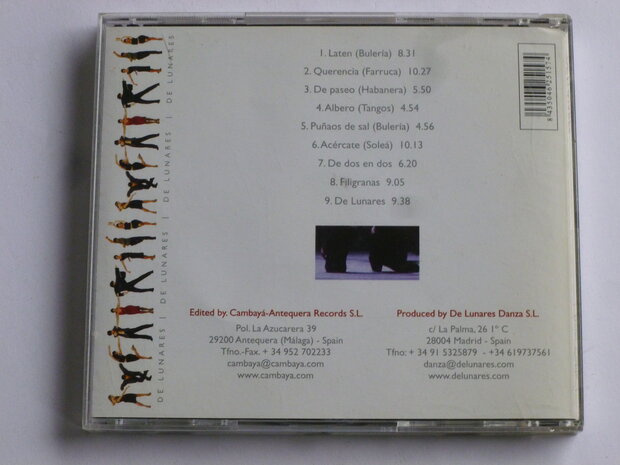 1. Laten (Bulería) 8.31
2. Querencia (Farruca) 10.27
3. De paseo (Habanera) 5.50
4. Albero (Tangos) 4.54
5. Puñaos de sal (Bulería) 4.56
6. Acércate (Soleá) 10.13
7. De dos en dos 6.20
8. Filigranas 9.05
9. De Lunares 9.38
8435046251574
DE LUNARES | DE LUNARES | DE LUNARES | DE LUNARES
Edited by. Cambayá-Antequera Records S.L.
Pol. La Azucarera 39
29200 Antequera (Málaga) - Spain
Tfno.-Fax. + 34 952 702233
cambaya@cambaya.com
www.cambaya.com
Produced by De Lunares Danza S.L.
c/ La Palma, 26 1º C
28004 Madrid - Spain
Tfno: + 34 91 5325879 - +34 619737561
danza@delunares.com
www.delunares.com